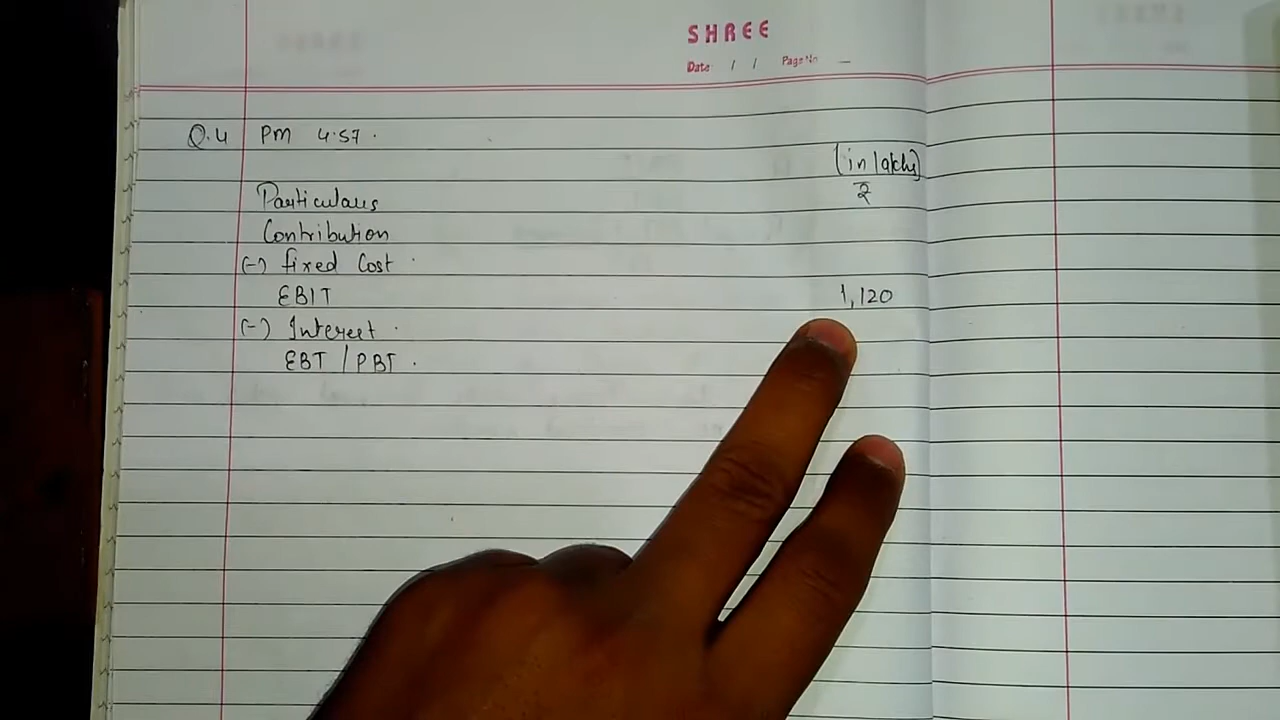 SHREE
Date / / Page No
Q.4 PM 4.57.
(in lakhs)
Particulars ₹
Contribution
(-) fixed Cost
EBIT 1,120
(-) Interest
EBT / PBT.